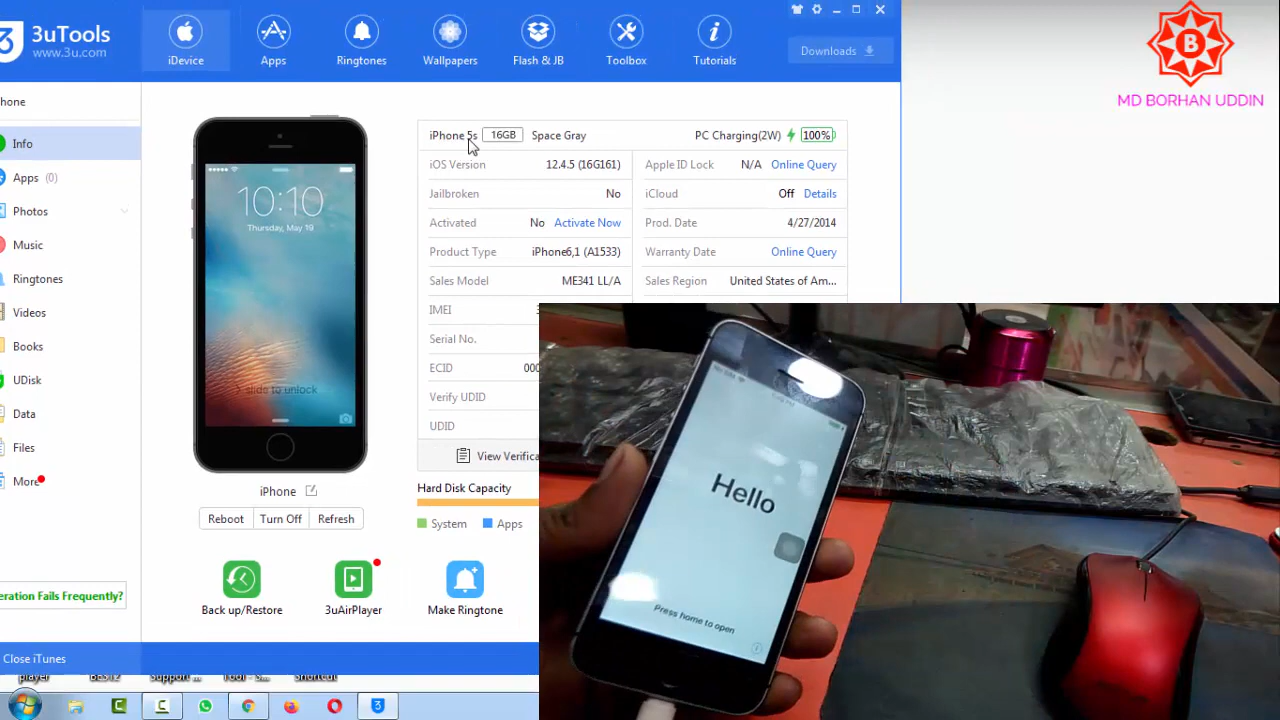 3uTools
www.3u.com
iDevice
Apps
Ringtones
Wallpapers
Flash & JB
Toolbox
Tutorials
Downloads
B
MD BORHAN UDDIN
hone
Info
Apps (0)
Photos
Music
Ringtones
Videos
Books
UDisk
Data
Files
More
eration Fails Frequently?
Close iTunes
10:10
Thursday, May 19
slide to unlock
iPhone
Reboot
Turn Off
Refresh
Back up/Restore
3uAirPlayer
Make Ringtone
iPhone 5s 16GB Space Gray PC Charging(2W) 100%
iOS Version 12.4.5 (16G161) Apple ID Lock N/A Online Query
Jailbroken No iCloud Off Details
Activated No Activate Now Prod. Date 4/27/2014
Product Type iPhone6,1 (A1533) Warranty Date Online Query
Sales Model ME341 LL/A Sales Region United States of Am...
IMEI
Serial No.
ECID 000
Verify UDID
UDID
View Verifica
Hard Disk Capacity
System Apps
Hello
Press home to open
player
BEST2
Support ...
Tool - S...
Shortcut
3